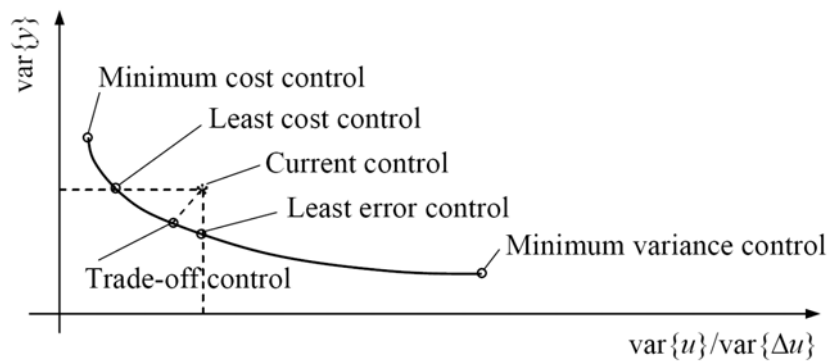 var{y}
Minimum cost control
Least cost control
Current control
Least error control
Minimum variance control
Trade-off control
var{u}/var{Δu}